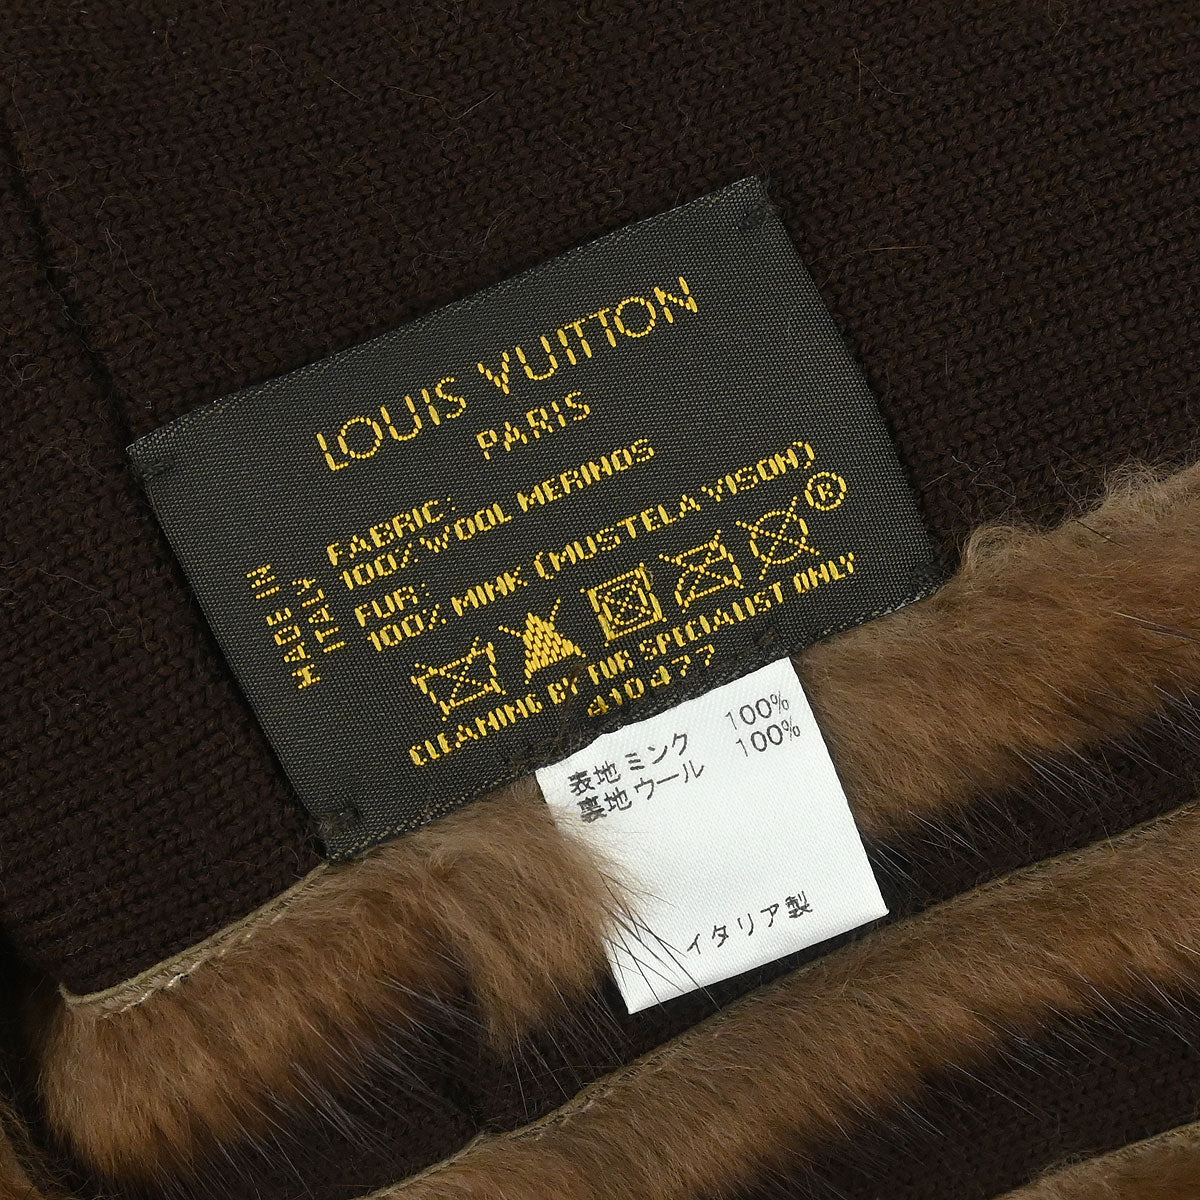 LOUIS VUITTON
PARIS
MADE IN
ITALY
FABRIC:
100% WOOL MERINOS
FUR:
100% MINK (MUSTELA VISON)
®
CLEANING BY FUR SPECIALIST ONLY
410477
表地 ミンク 100%
裏地 ウール 100%
イタリア製